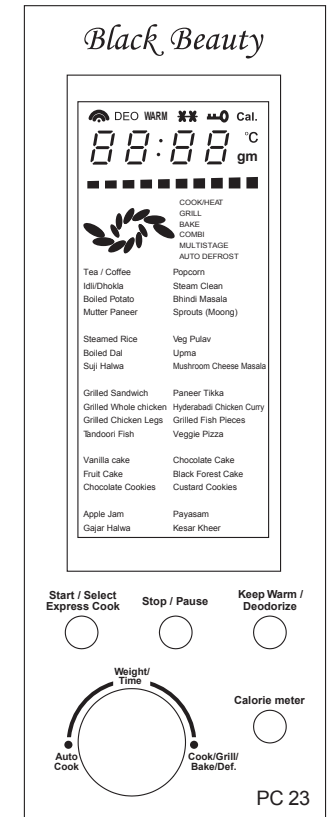 Black Beauty
DEO WARM Cal.
88:88 °C
gm
COOK/HEAT
GRILL
BAKE
COMBI
MULTISTAGE
AUTO DEFROST
Tea / Coffee Popcorn
Idli/Dhokla Steam Clean
Boiled Potato Bhindi Masala
Mutter Paneer Sprouts (Moong)
Steamed Rice Veg Pulav
Boiled Dal Upma
Suji Halwa Mushroom Cheese Masala
Grilled Sandwich Paneer Tikka
Grilled Whole chicken Hyderabadi Chicken Curry
Grilled Chicken Legs Grilled Fish Pieces
Tandoori Fish Veggie Pizza
Vanilla cake Chocolate Cake
Fruit Cake Black Forest Cake
Chocolate Cookies Custard Cookies
Apple Jam Payasam
Gajar Halwa Kesar Kheer
Start / Select
Express Cook
Stop / Pause
Keep Warm /
Deodorize
Weight/
Time
Calorie meter
Auto
Cook
Cook/Grill/
Bake/Def.
PC 23